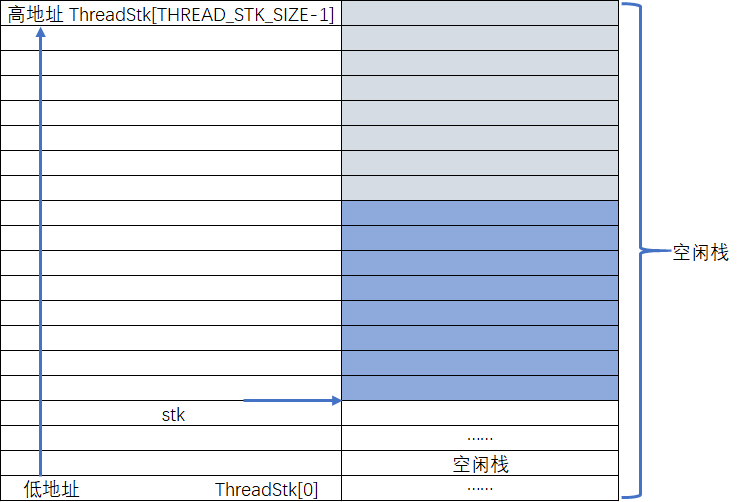 高地址 ThreadStk[THREAD_STK_SIZE-1]
空闲栈
stk
……
空闲栈
低地址 ThreadStk[0] ……